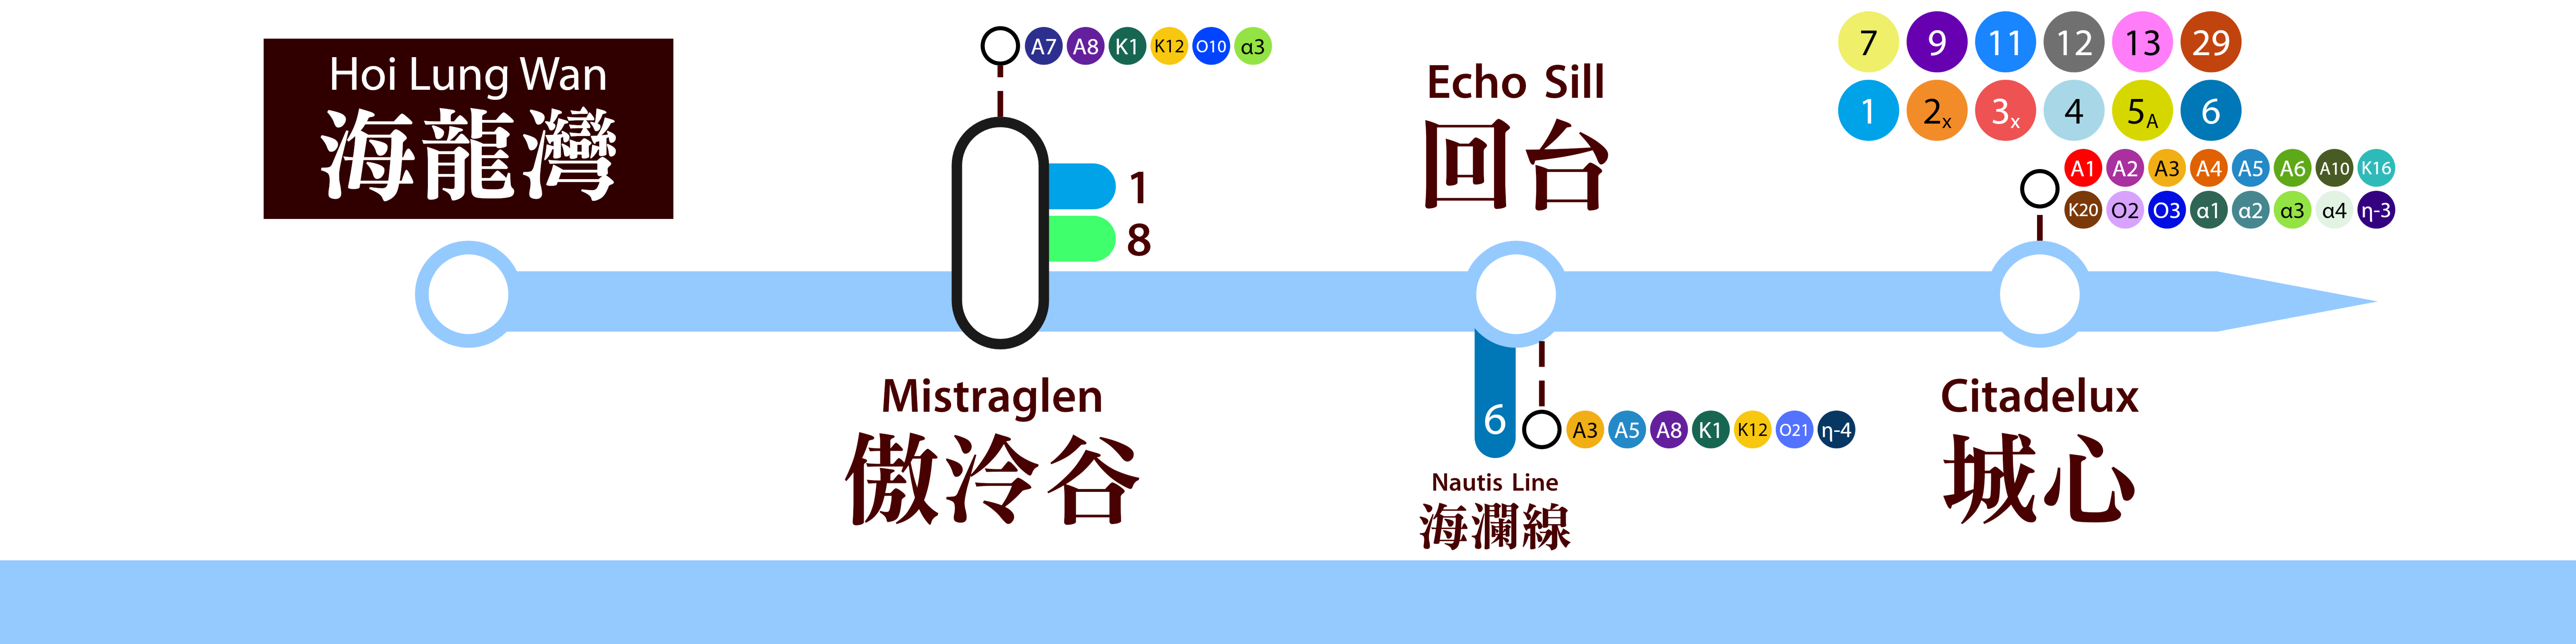 Hoi Lung Wan
海龍灣
A7 A8 K1 K12 O10 α3
1
8
Mistraglen
傲泠谷
Echo Sill
回台
6
A3 A5 A8 K1 K12 O21 η-4
Nautis Line
海瀾線
7 9 11 12 13 29
1 2x 3x 4 5A 6
A1 A2 A3 A4 A5 A6 A10 K16
K20 O2 O3 α1 α2 α3 α4 η-3
Citadelux
城心